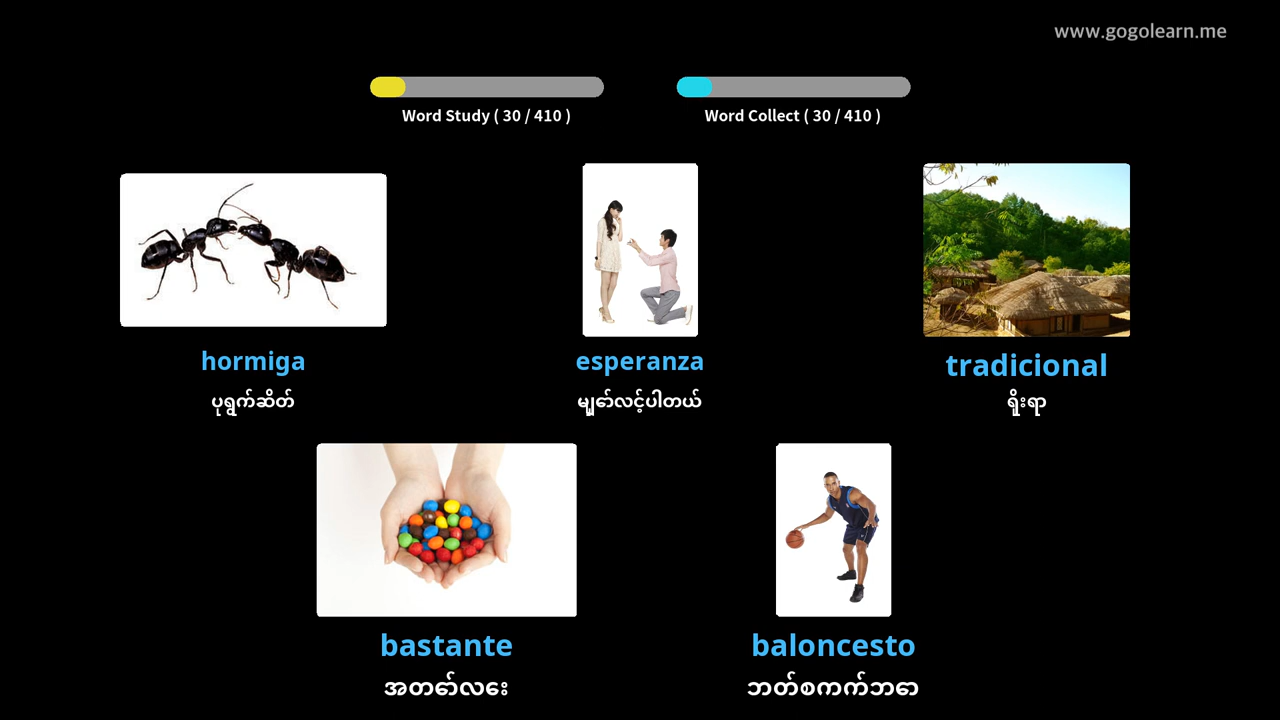 www.gogolearn.me
Word Study ( 30 / 410 )
Word Collect ( 30 / 410 )
hormiga
ပုရွက်ဆိတ်
esperanza
မျှော်လင့်ပါတယ်
tradicional
ရိုးရာ
bastante
အတော်လေး
baloncesto
ဘတ်စကက်ဘော